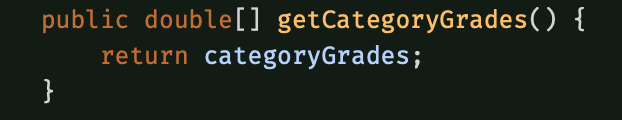 public double[] getCategoryGrades() {
    return categoryGrades;
}